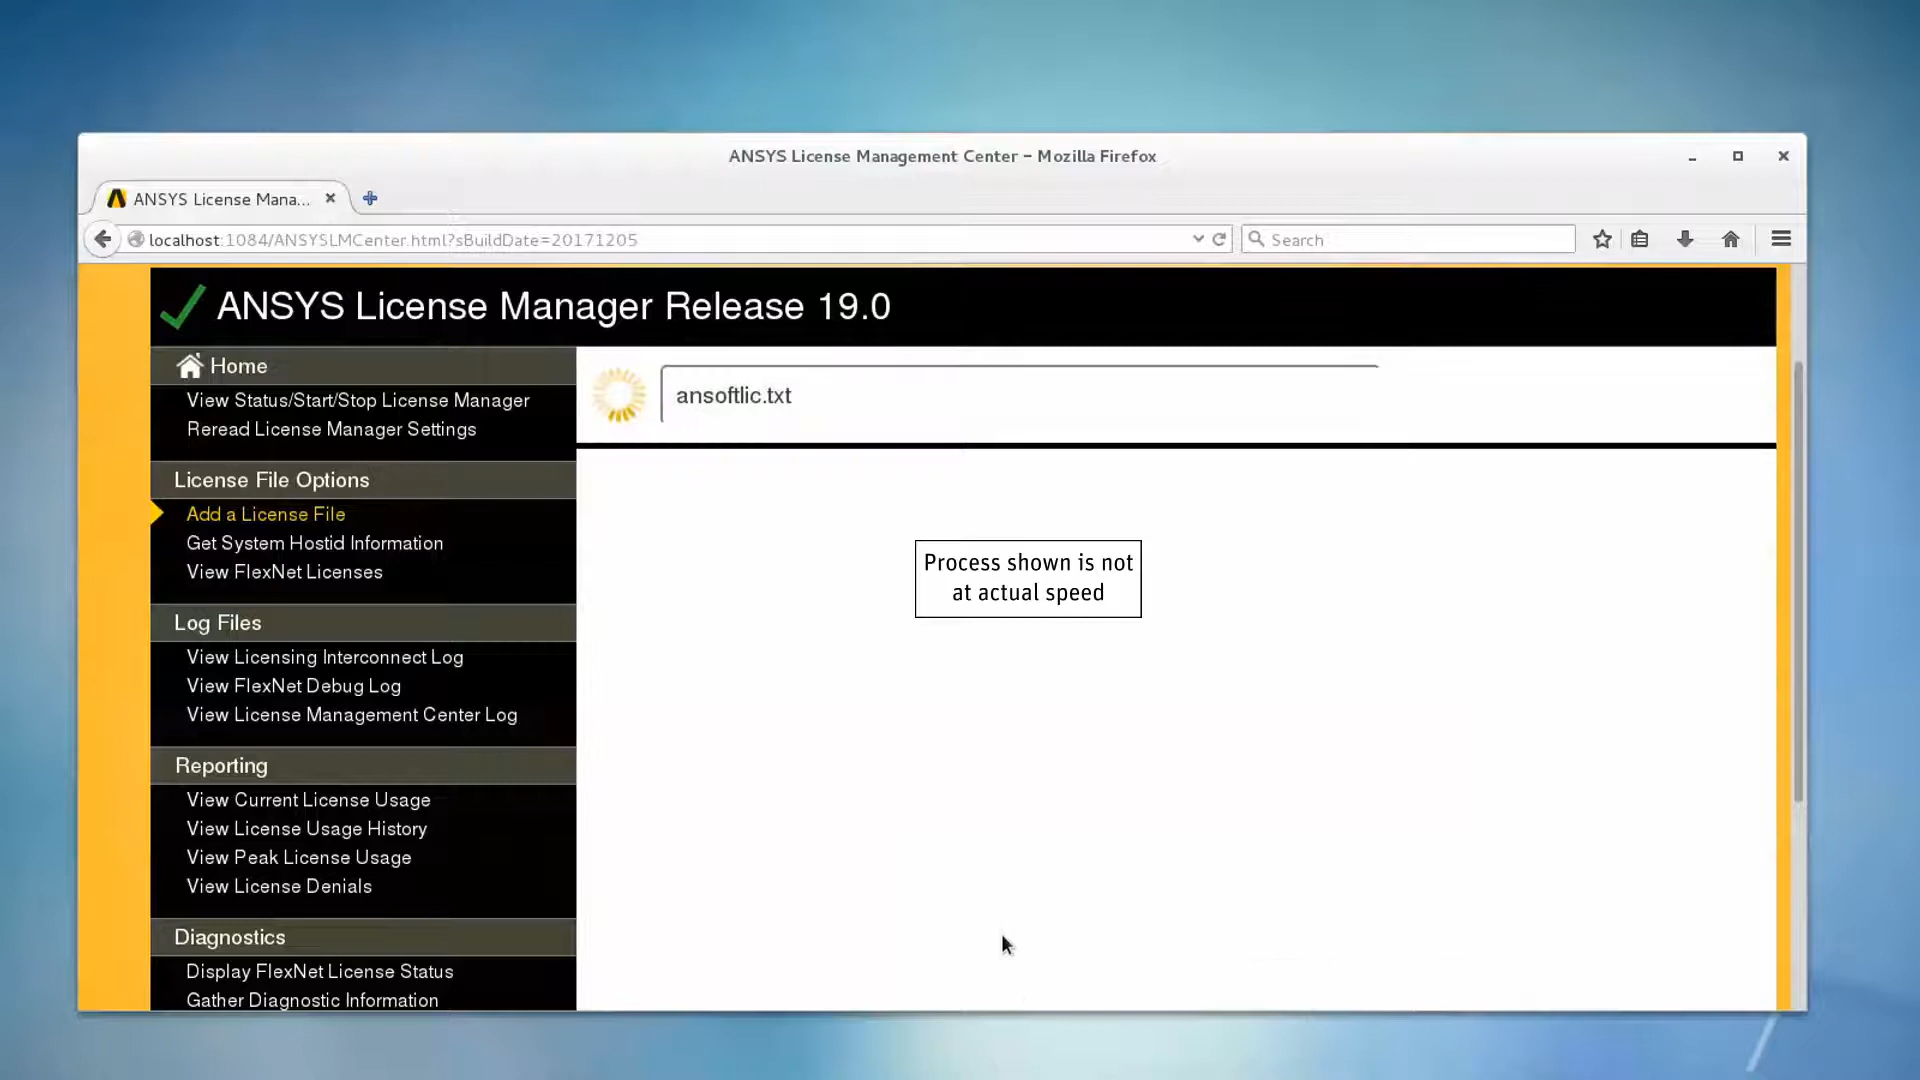 ANSYS License Management Center – Mozilla Firefox
ANSYS License Mana...
localhost:1084/ANSYSLMCenter.html?sBuildDate=20171205
Search
ANSYS License Manager Release 19.0
Home
View Status/Start/Stop License Manager
Reread License Manager Settings
License File Options
Add a License File
Get System Hostid Information
View FlexNet Licenses
Log Files
View Licensing Interconnect Log
View FlexNet Debug Log
View License Management Center Log
Reporting
View Current License Usage
View License Usage History
View Peak License Usage
View License Denials
Diagnostics
Display FlexNet License Status
Gather Diagnostic Information
ansoftlic.txt
Process shown is not
at actual speed